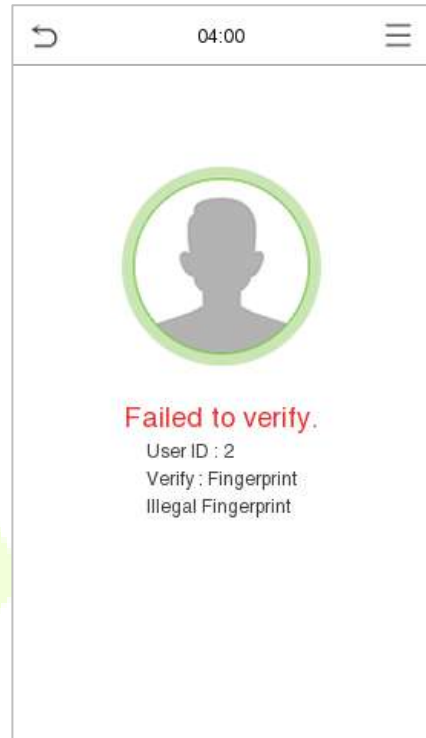 04:00
Failed to verify.
User ID : 2
Verify : Fingerprint
Illegal Fingerprint